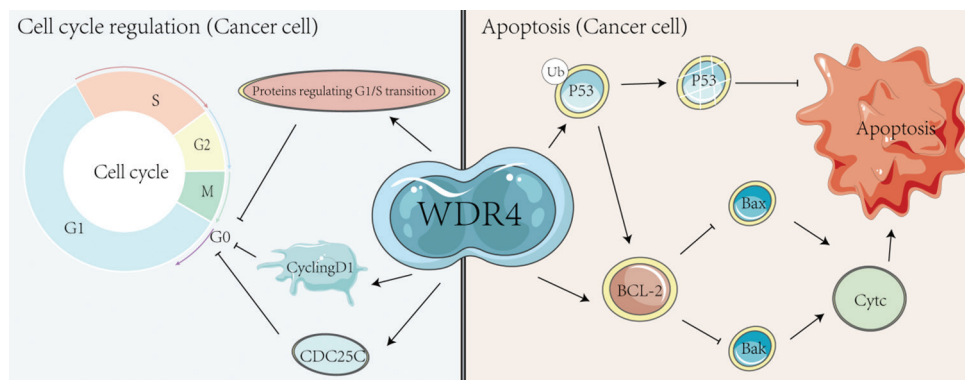 Cell cycle regulation (Cancer cell)
Proteins regulating G1/S transition
S
G2
M
G1
G0
Cell cycle
CyclingD1
CDC25C
WDR4
Apoptosis (Cancer cell)
Ub
P53
P53
Apoptosis
Bax
BCL-2
Cytc
Bak